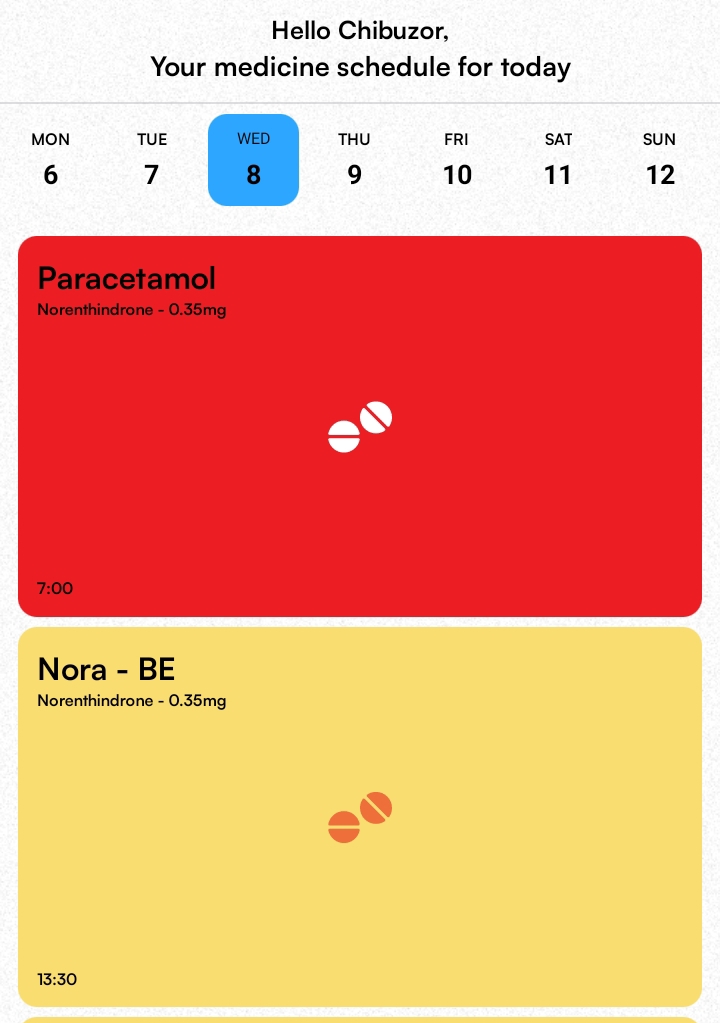 Hello Chibuzor,
Your medicine schedule for today
MON TUE WED THU FRI SAT SUN
6 7 8 9 10 11 12
Paracetamol
Norenthindrone - 0.35mg
7:00
Nora - BE
Norenthindrone - 0.35mg
13:30